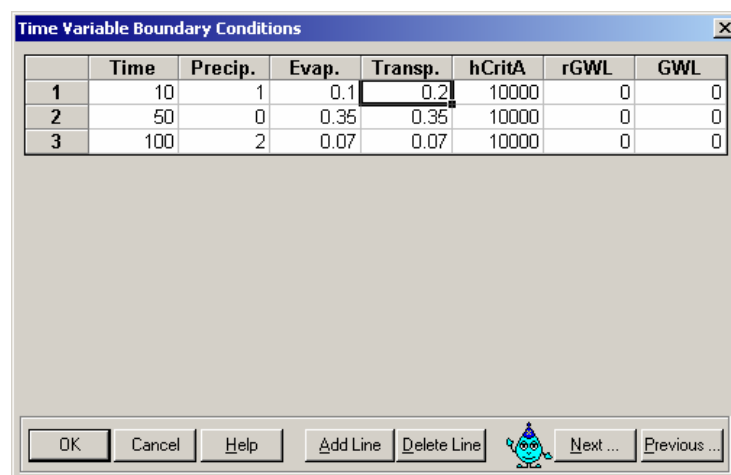 Time Variable Boundary Conditions
Time Precip. Evap. Transp. hCritA rGWL GWL
1 10 1 0.1 0.2 10000 0 0
2 50 0 0.35 0.35 10000 0 0
3 100 2 0.07 0.07 10000 0 0
OK Cancel Help Add Line Delete Line Next ... Previous ...